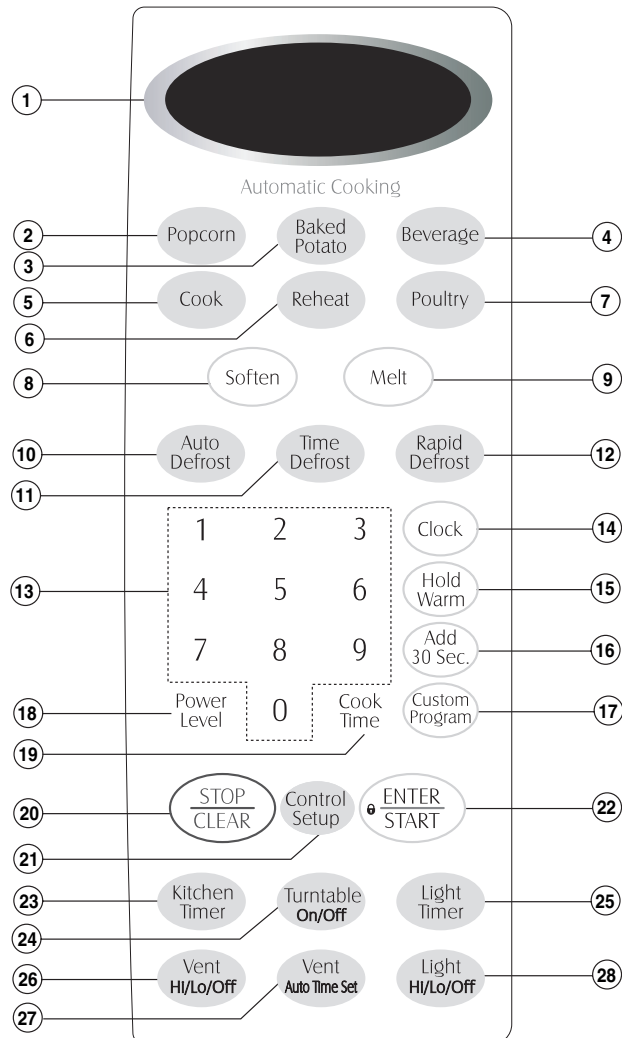 1
Automatic Cooking
2 Popcorn Baked Potato Beverage 4
3
5 Cook Reheat Poultry 7
6
8 Soften Melt 9
10 Auto Defrost Time Defrost Rapid Defrost 12
11
1 2 3 Clock 14
13 4 5 6 Hold Warm 15
7 8 9 Add 30 Sec. 16
18 Power Level 0 Cook Time Custom Program 17
19
20 STOP CLEAR Control Setup ENTER START 22
21
23 Kitchen Timer Turntable On/Off Light Timer 25
24
26 Vent HI/Lo/Off Vent Auto Time Set Light HI/Lo/Off 28
27